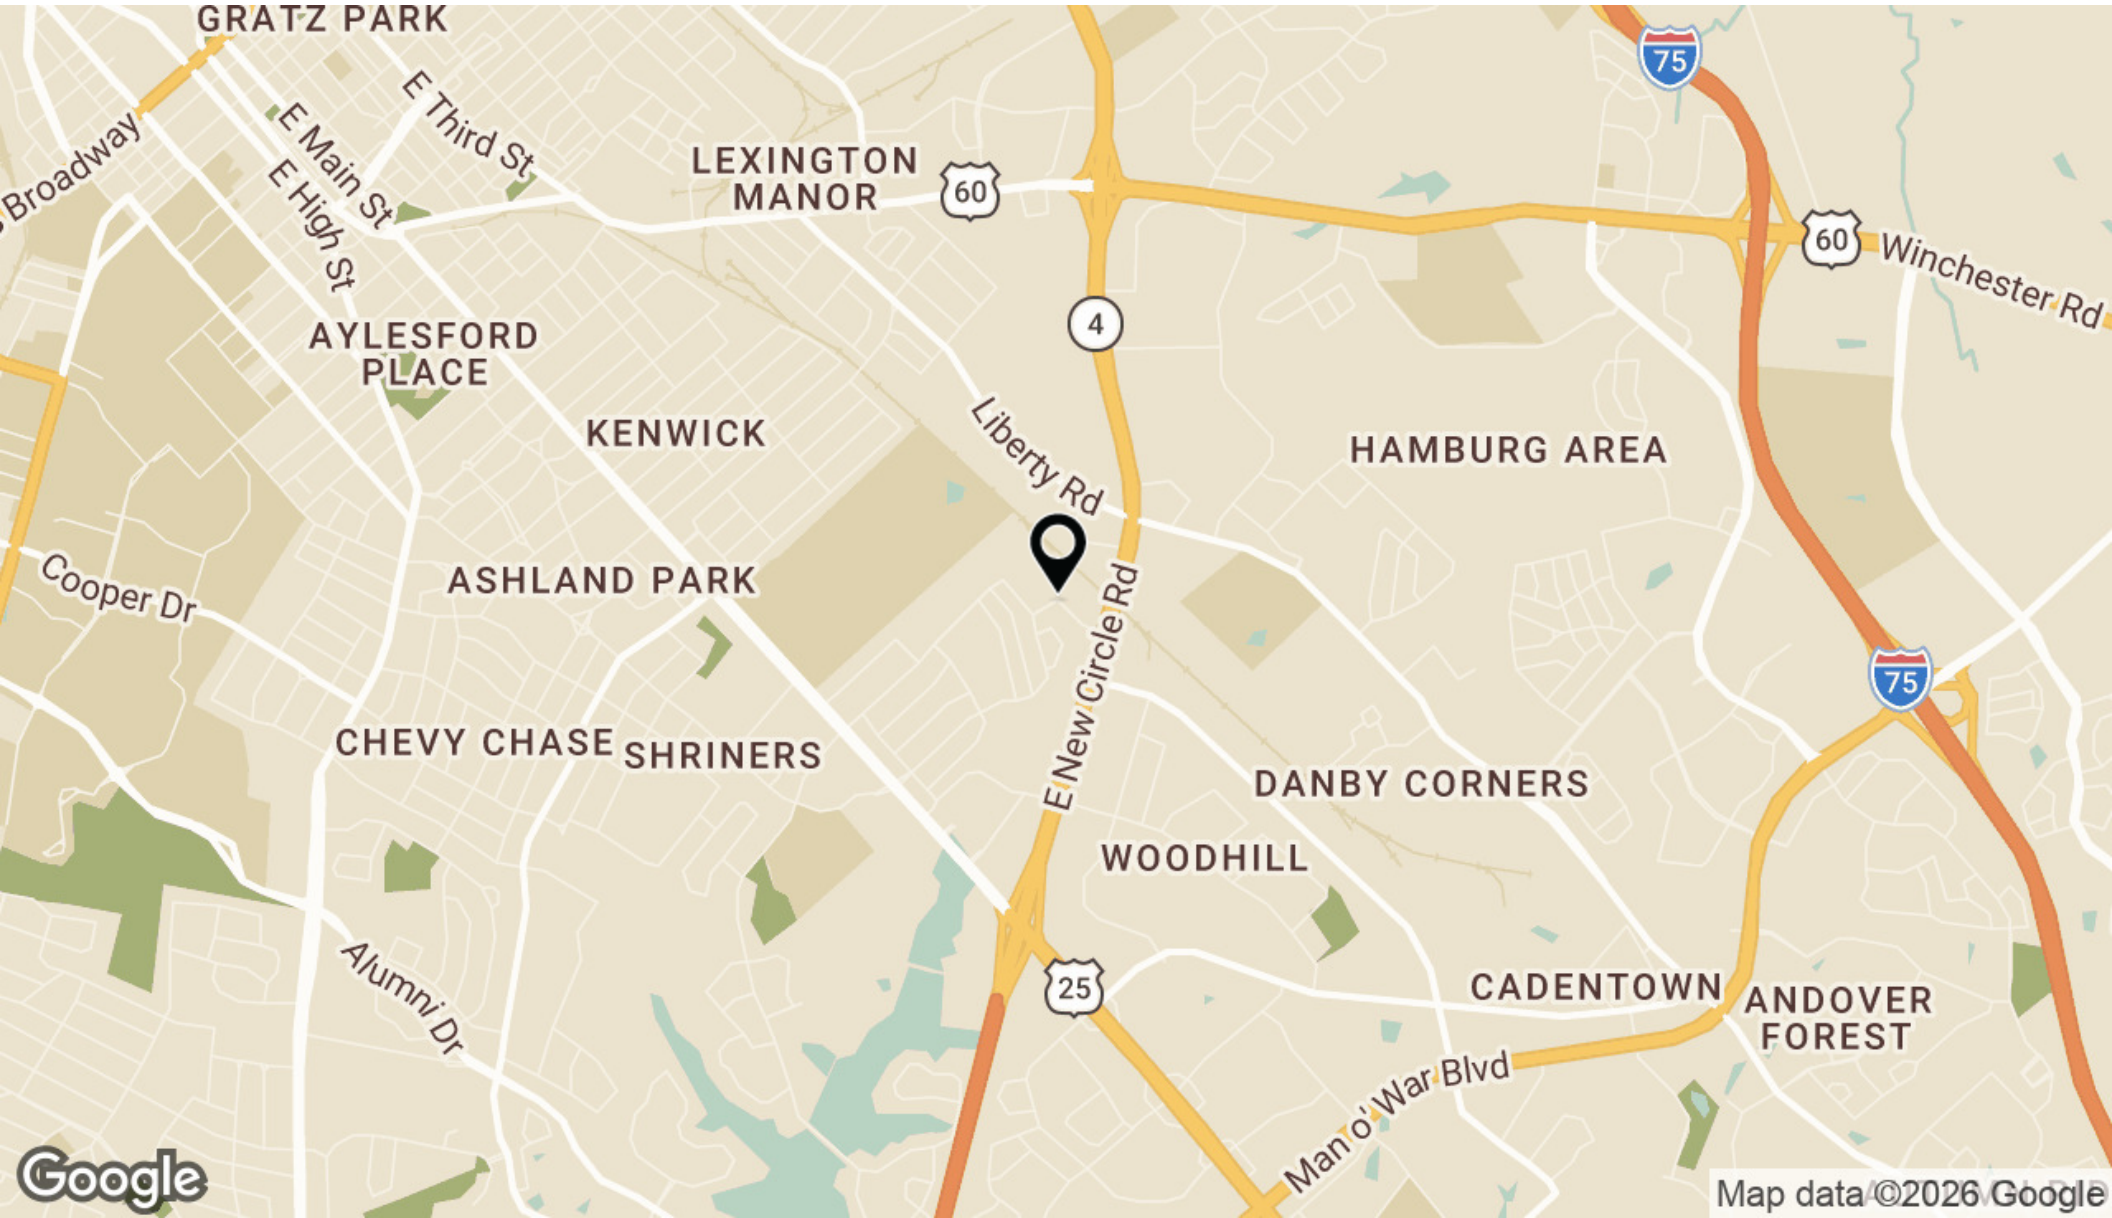 GRATZ PARK
75
E Third St
E Main St
Broadway
LEXINGTON
MANOR
60
E High St
60
Winchester Rd
4
AYLESFORD
PLACE
KENWICK
Liberty Rd
HAMBURG AREA
Cooper Dr
ASHLAND PARK
E New Circle Rd
75
CHEVY CHASE
SHRINERS
DANBY CORNERS
WOODHILL
Alumni Dr
25
CADENTOWN
ANDOVER
FOREST
Man o' War Blvd
Google
Map data ©2026 Google